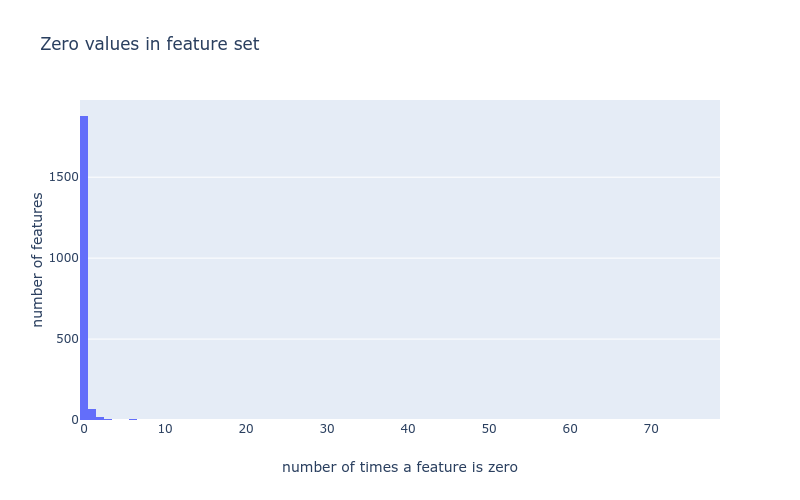 Zero values in feature set
number of features
1500
1000
500
0
0 10 20 30 40 50 60 70
number of times a feature is zero